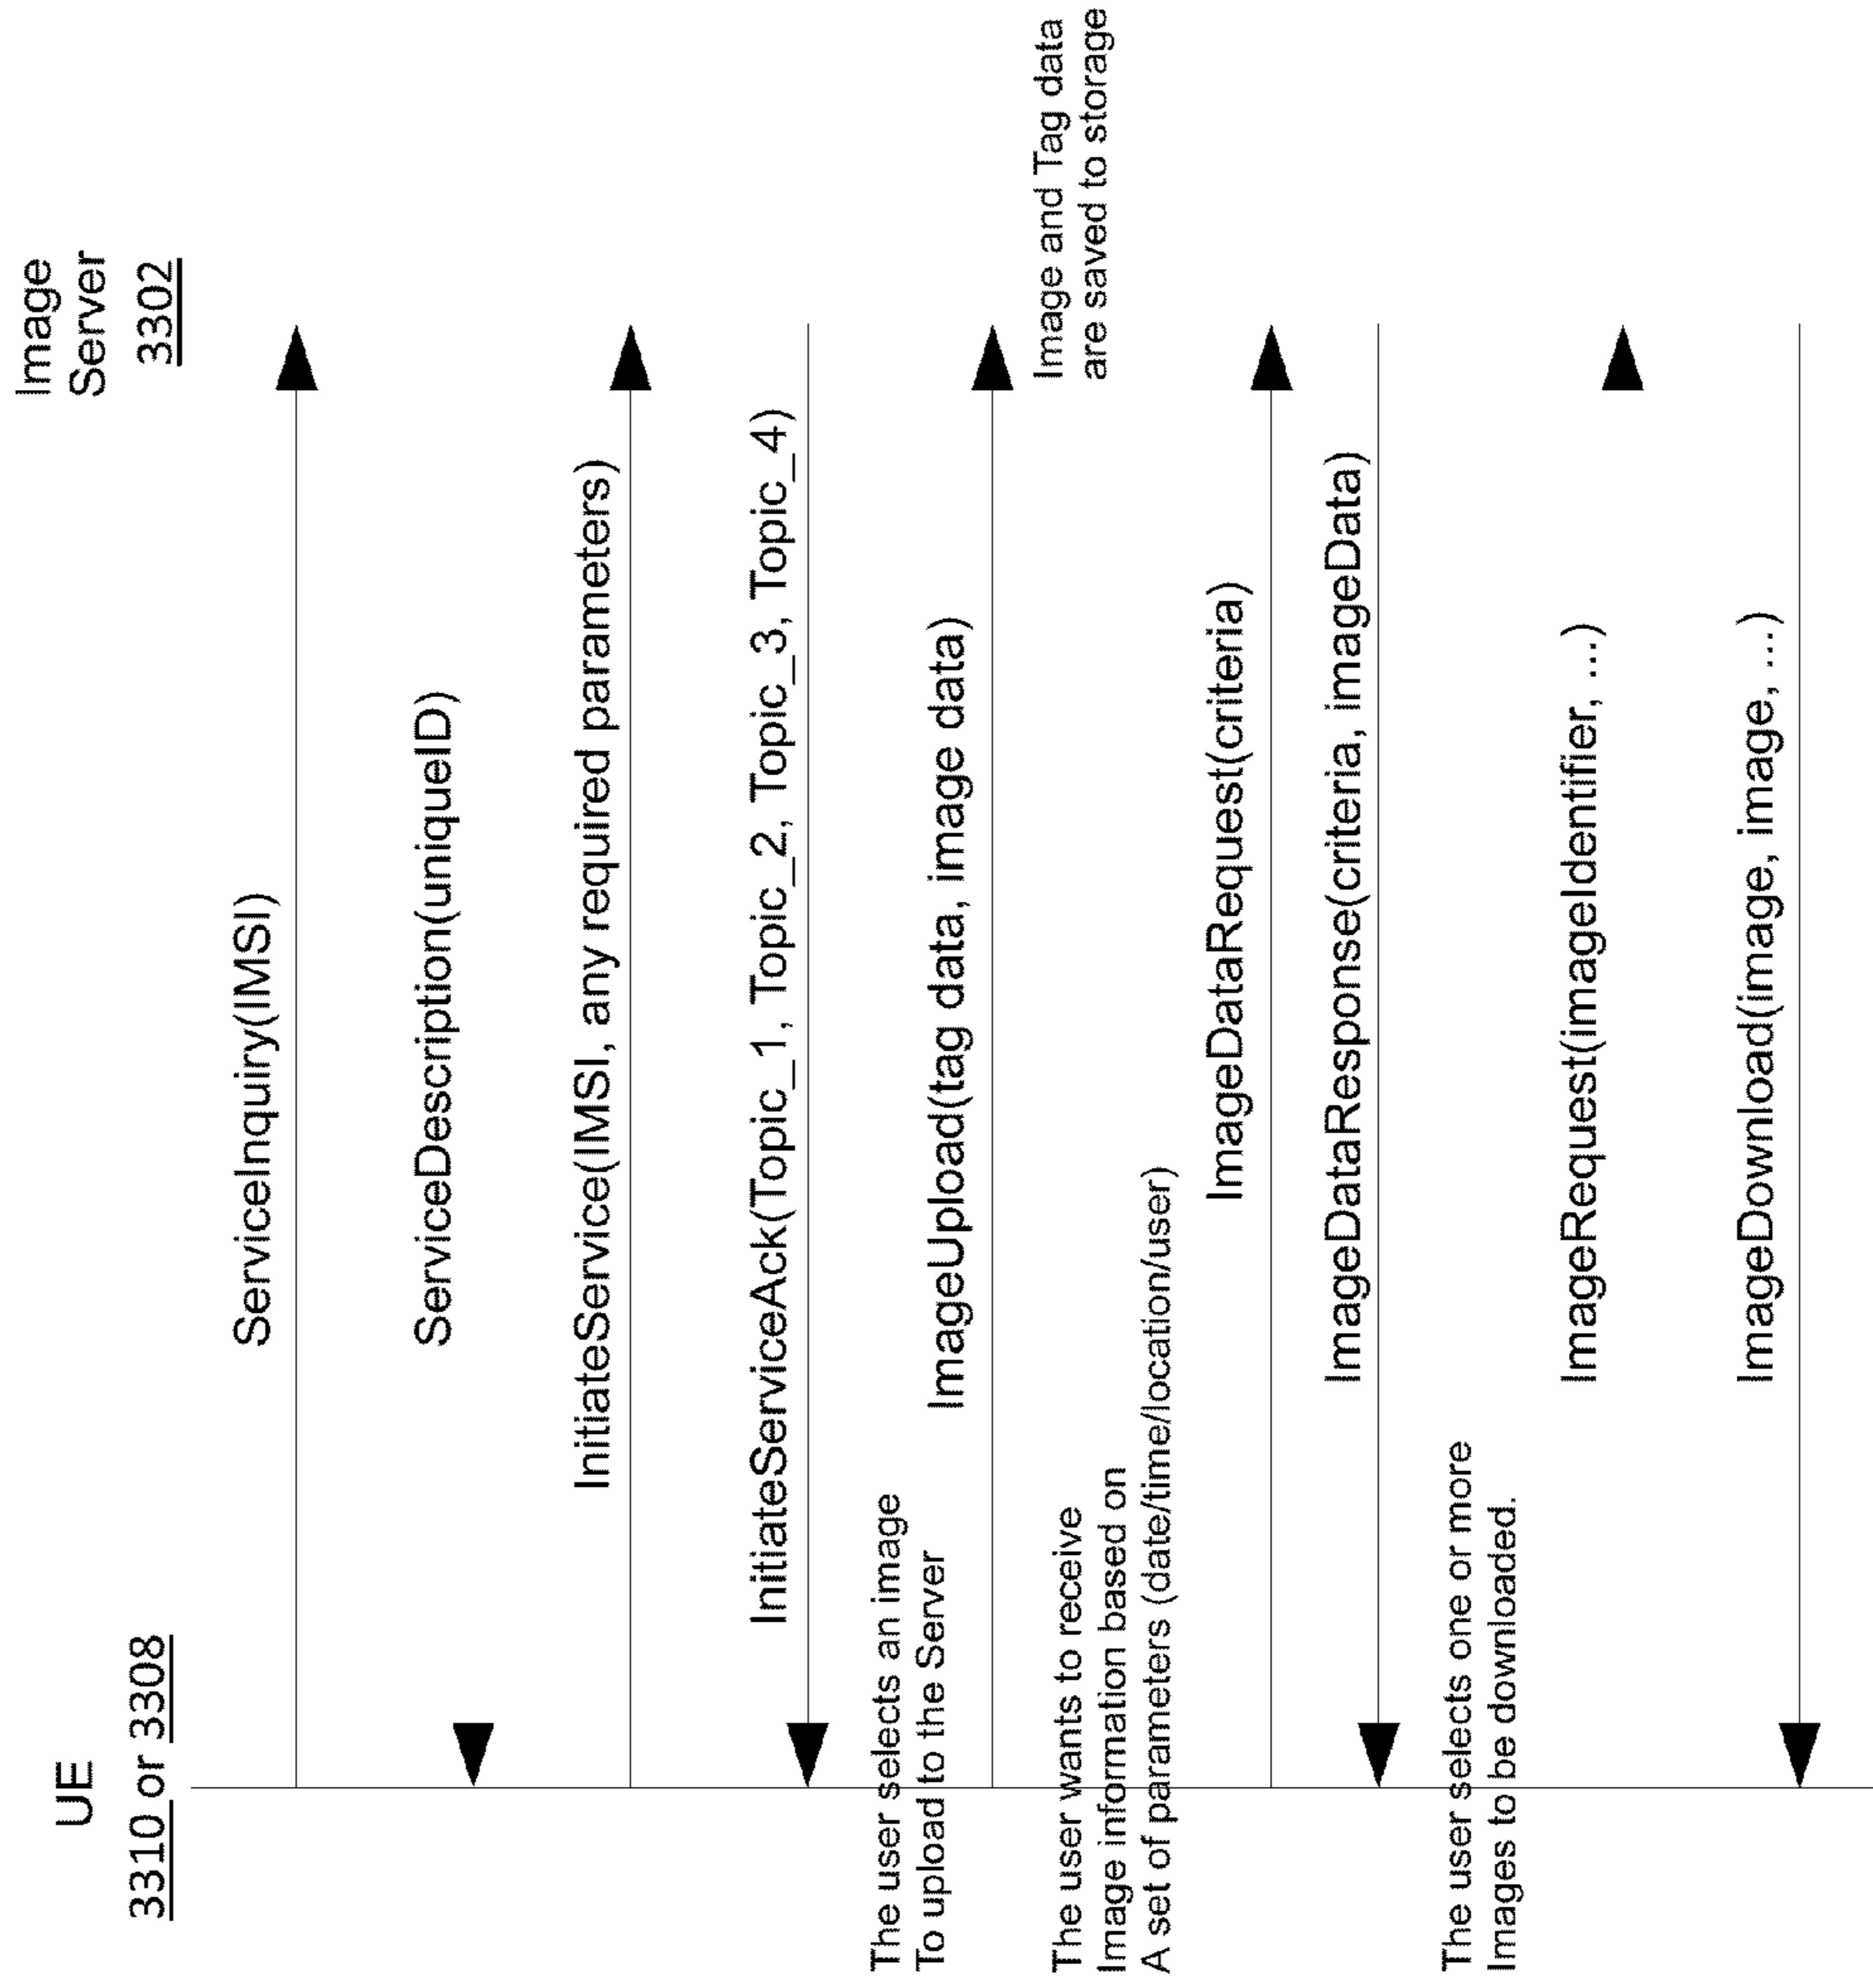 UE
3310 or 3308
Image
Server
3302
ServiceInquiry(IMSI)
ServiceDescription(uniqueID)
InitiateService(IMSI, any required parameters)
InitiateServiceAck(Topic_1, Topic_2, Topic_3, Topic_4)
The user selects an image
To upload to the Server
ImageUpload(tag data, image data)
Image and Tag data
are saved to storage
The user wants to receive
Image information based on
A set of parameters (date/time/location/user)
ImageDataRequest(criteria)
ImageDataResponse(criteria, imageData)
The user selects one or more
Images to be downloaded.
ImageRequest(imageIdentifier, ...)
ImageDownload(image, image, ...)